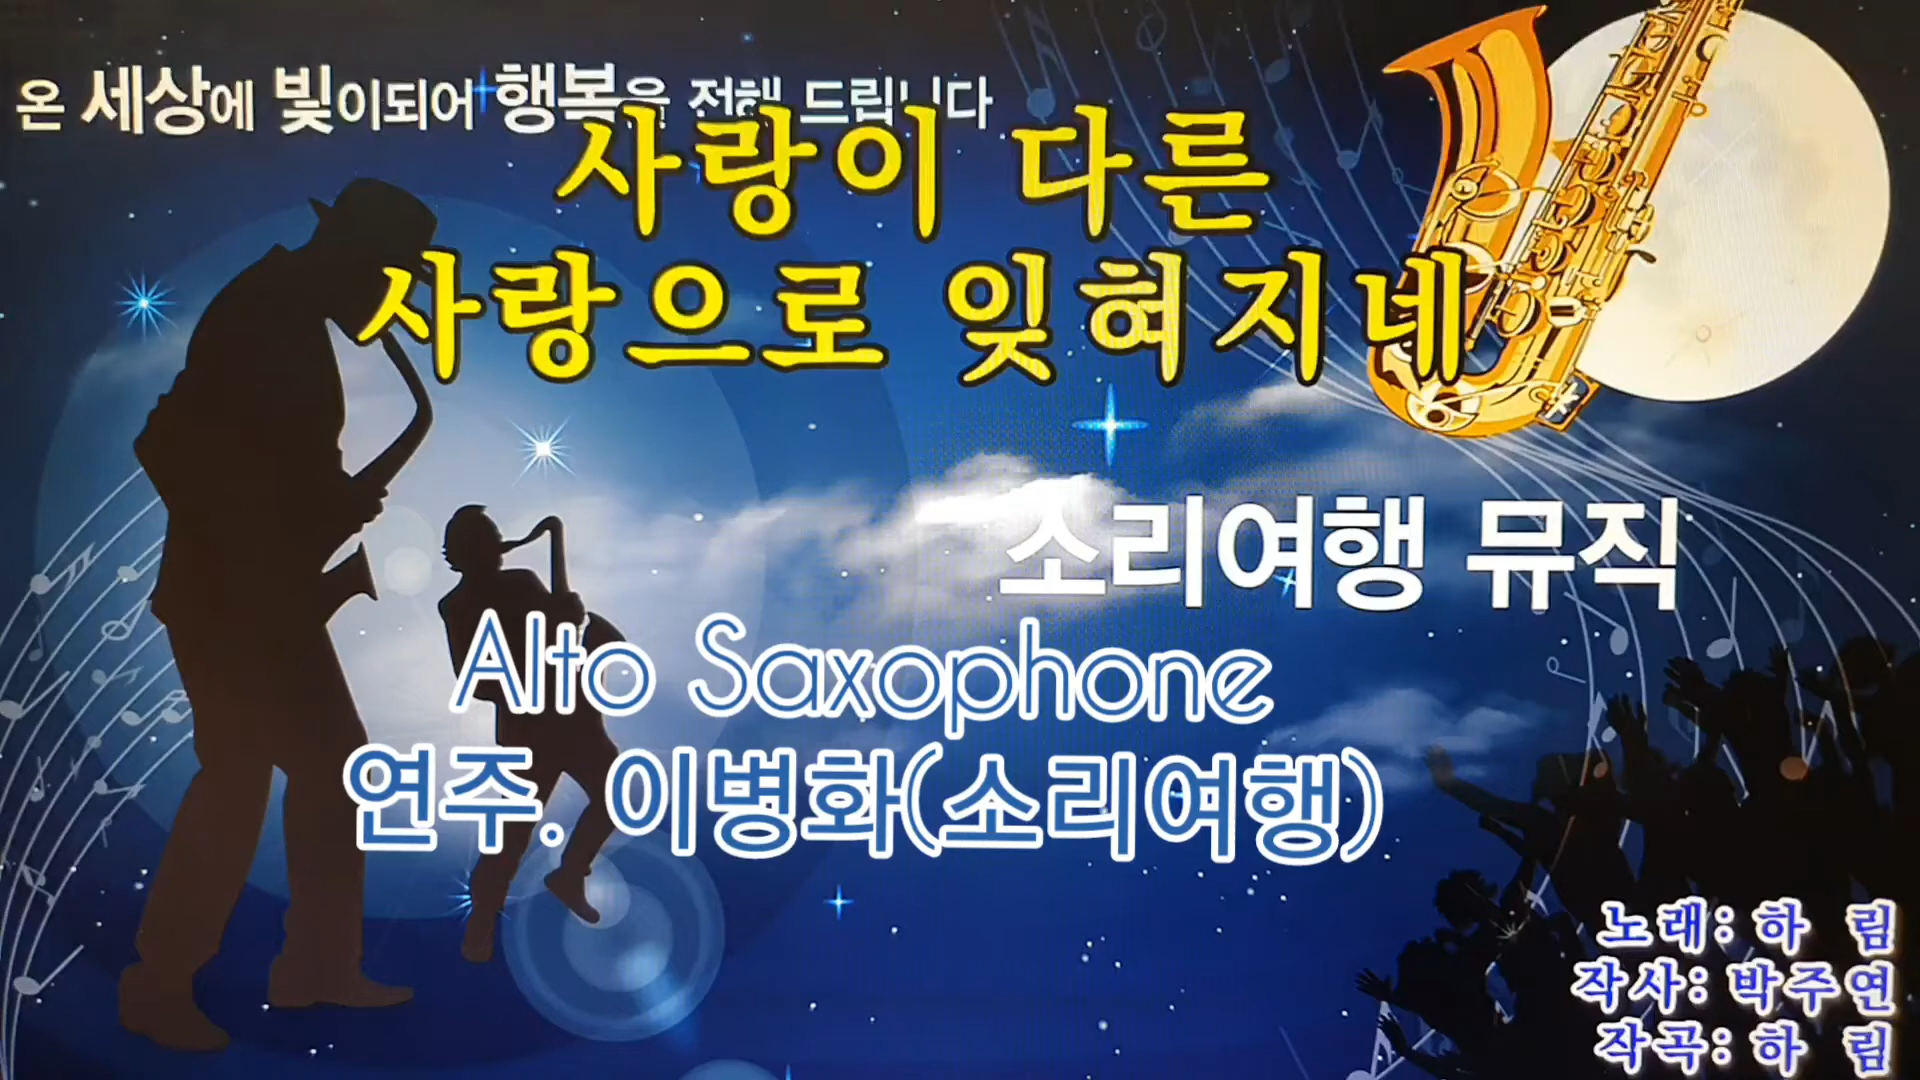 온 세상에 빛이되어 행복을 전해 드립니다
사랑이 다른
사랑으로 잊혀지네
소리여행 뮤직
Alto Saxophone
연주. 이병화(소리여행)
노래: 하 림
작사: 박주연
작곡: 하 림